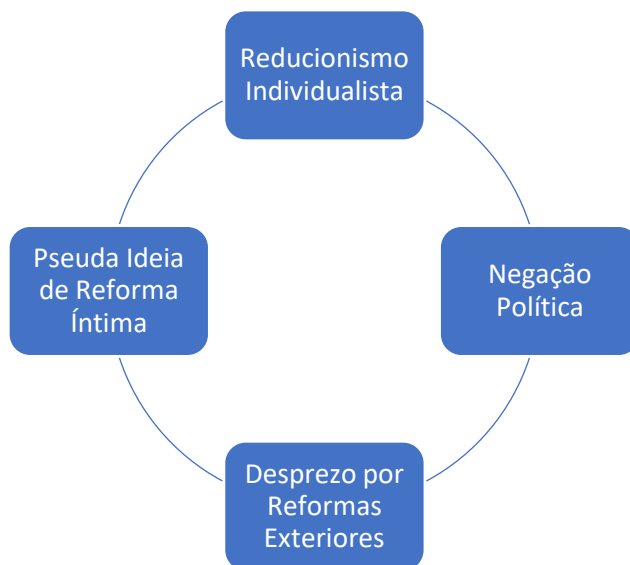 Reducionismo
Individualista
Pseuda Ideia
de Reforma
Íntima
Negação
Política
Desprezo por
Reformas
Exteriores